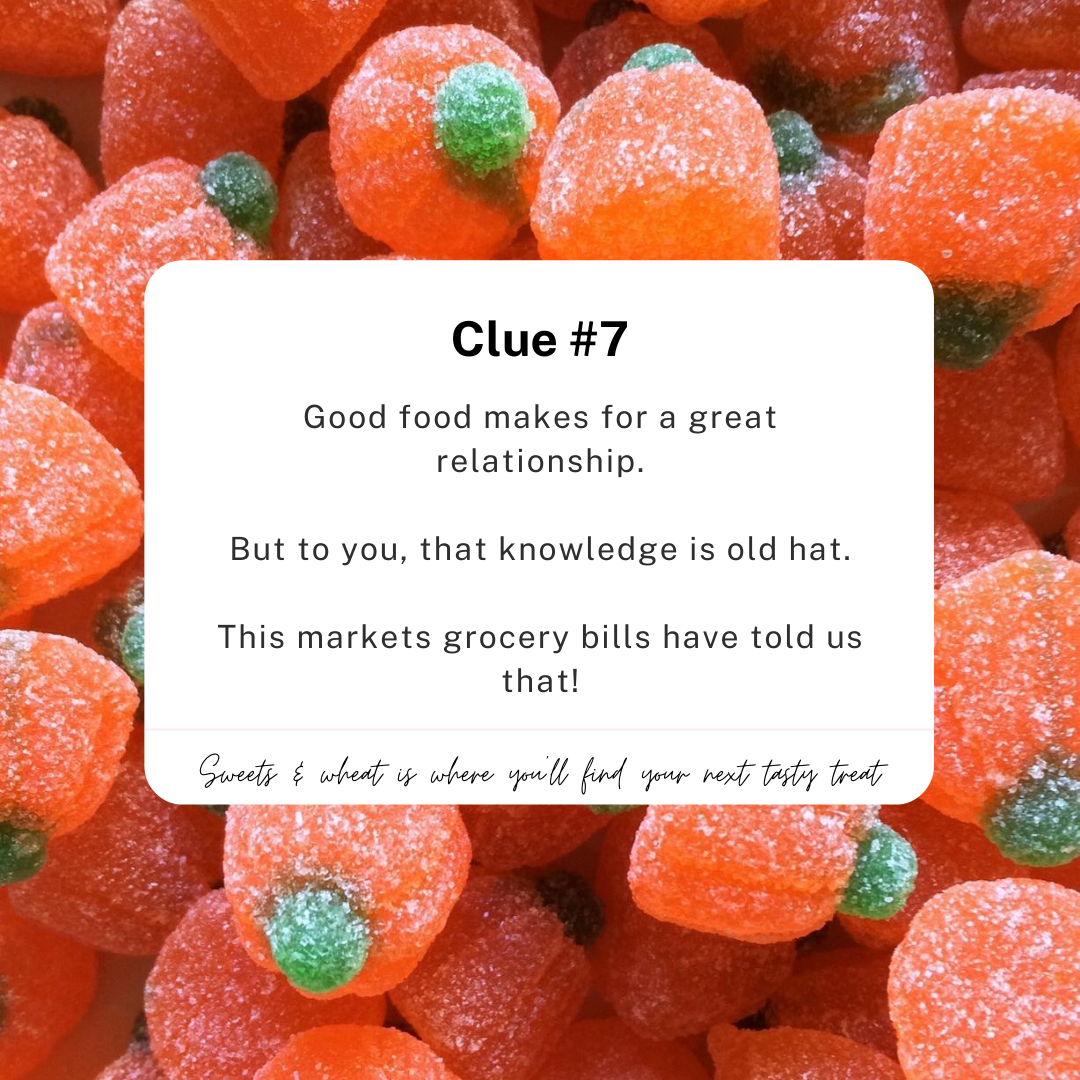 Clue #7
Good food makes for a great
relationship.
But to you, that knowledge is old hat.
This markets grocery bills have told us
that!
Sweets & wheat is where you'll find your next tasty treat